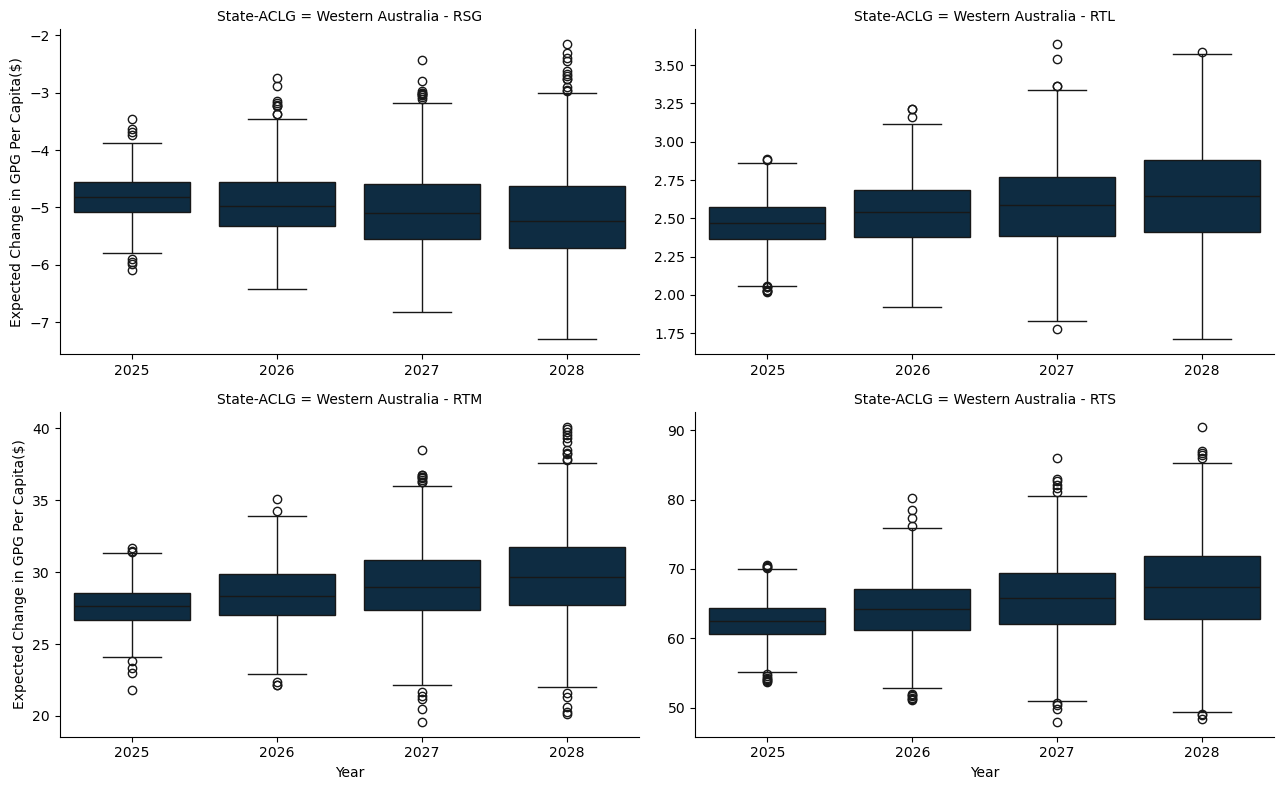 State-ACLG = Western Australia - RSG
Expected Change in GPG Per Capita($)
−2
−3
−4
−5
−6
−7
2025 2026 2027 2028
State-ACLG = Western Australia - RTL
3.50
3.25
3.00
2.75
2.50
2.25
2.00
1.75
2025 2026 2027 2028
State-ACLG = Western Australia - RTM
Expected Change in GPG Per Capita($)
40
35
30
25
20
2025 2026 2027 2028
Year
State-ACLG = Western Australia - RTS
90
80
70
60
50
2025 2026 2027 2028
Year